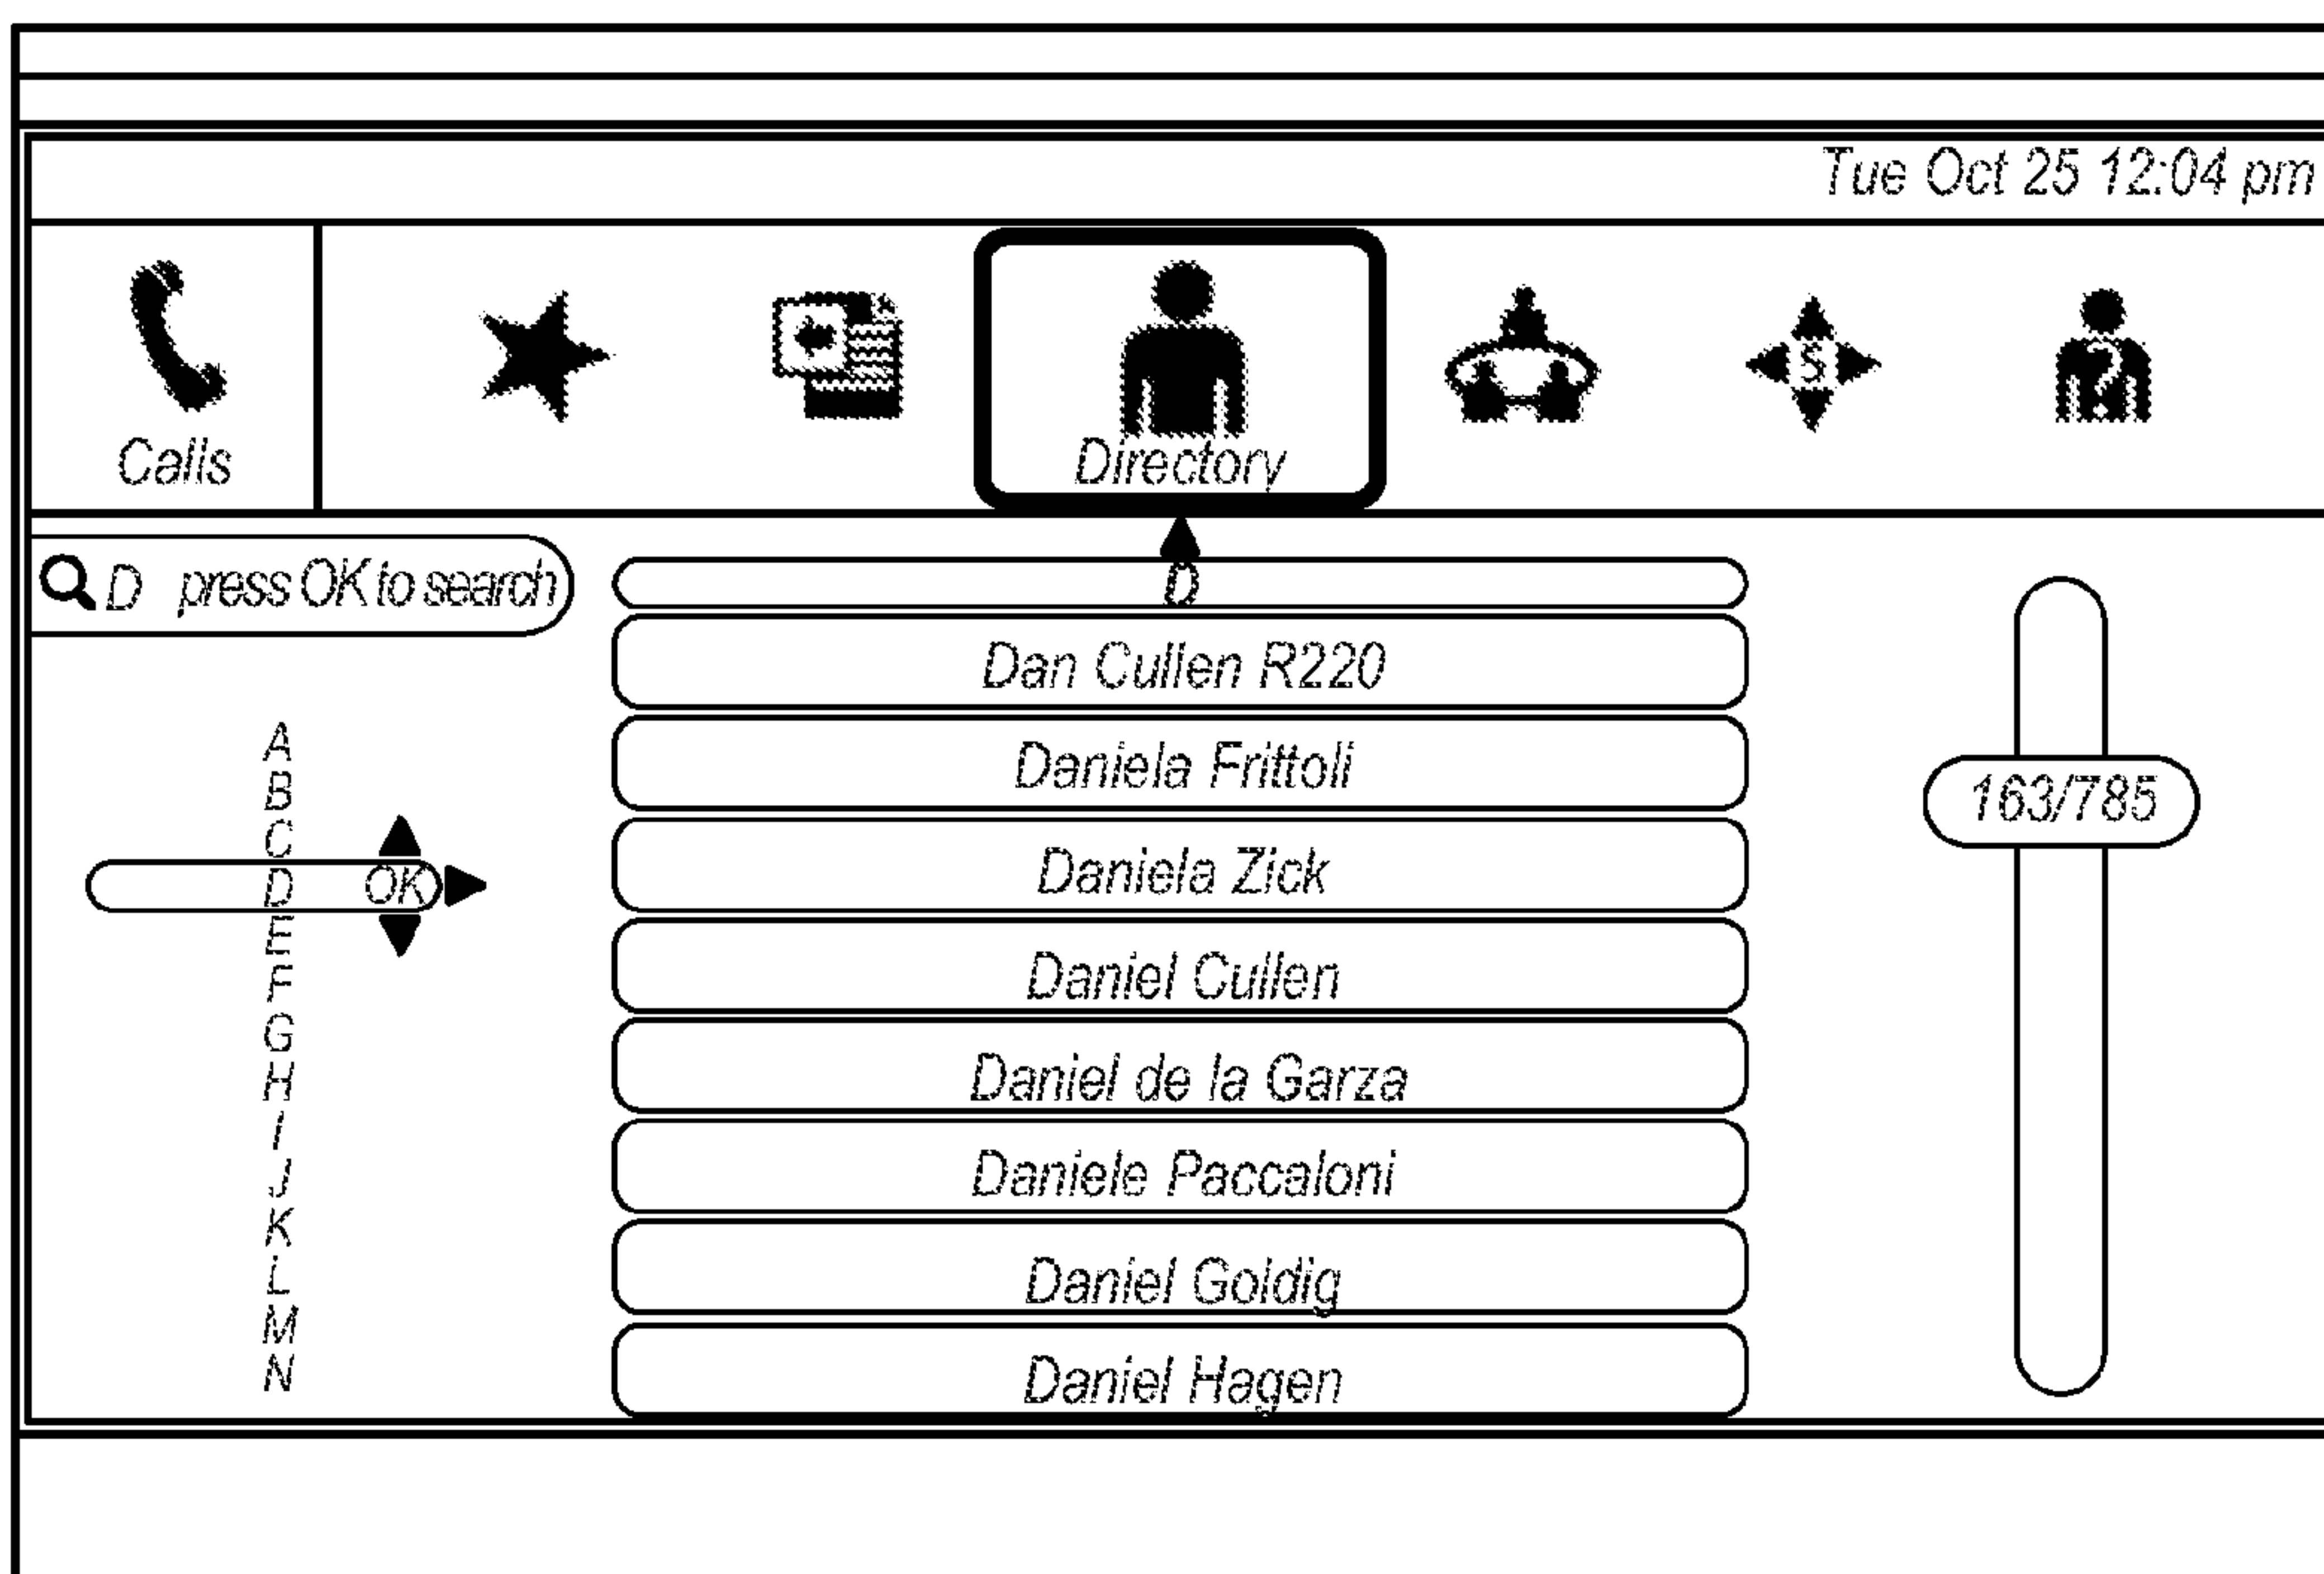 Tue Oct 25 12:04 pm
Calls
S
?
Directory
D press OK to search
D
Dan Cullen R220
Daniela Frittoli
Daniela Zick
Daniel Cullen
Daniel de la Garza
Daniele Paccaloni
Daniel Goldig
Daniel Hagen
A
B
C
D OK
E
F
G
H
I
J
K
L
M
N
163/785